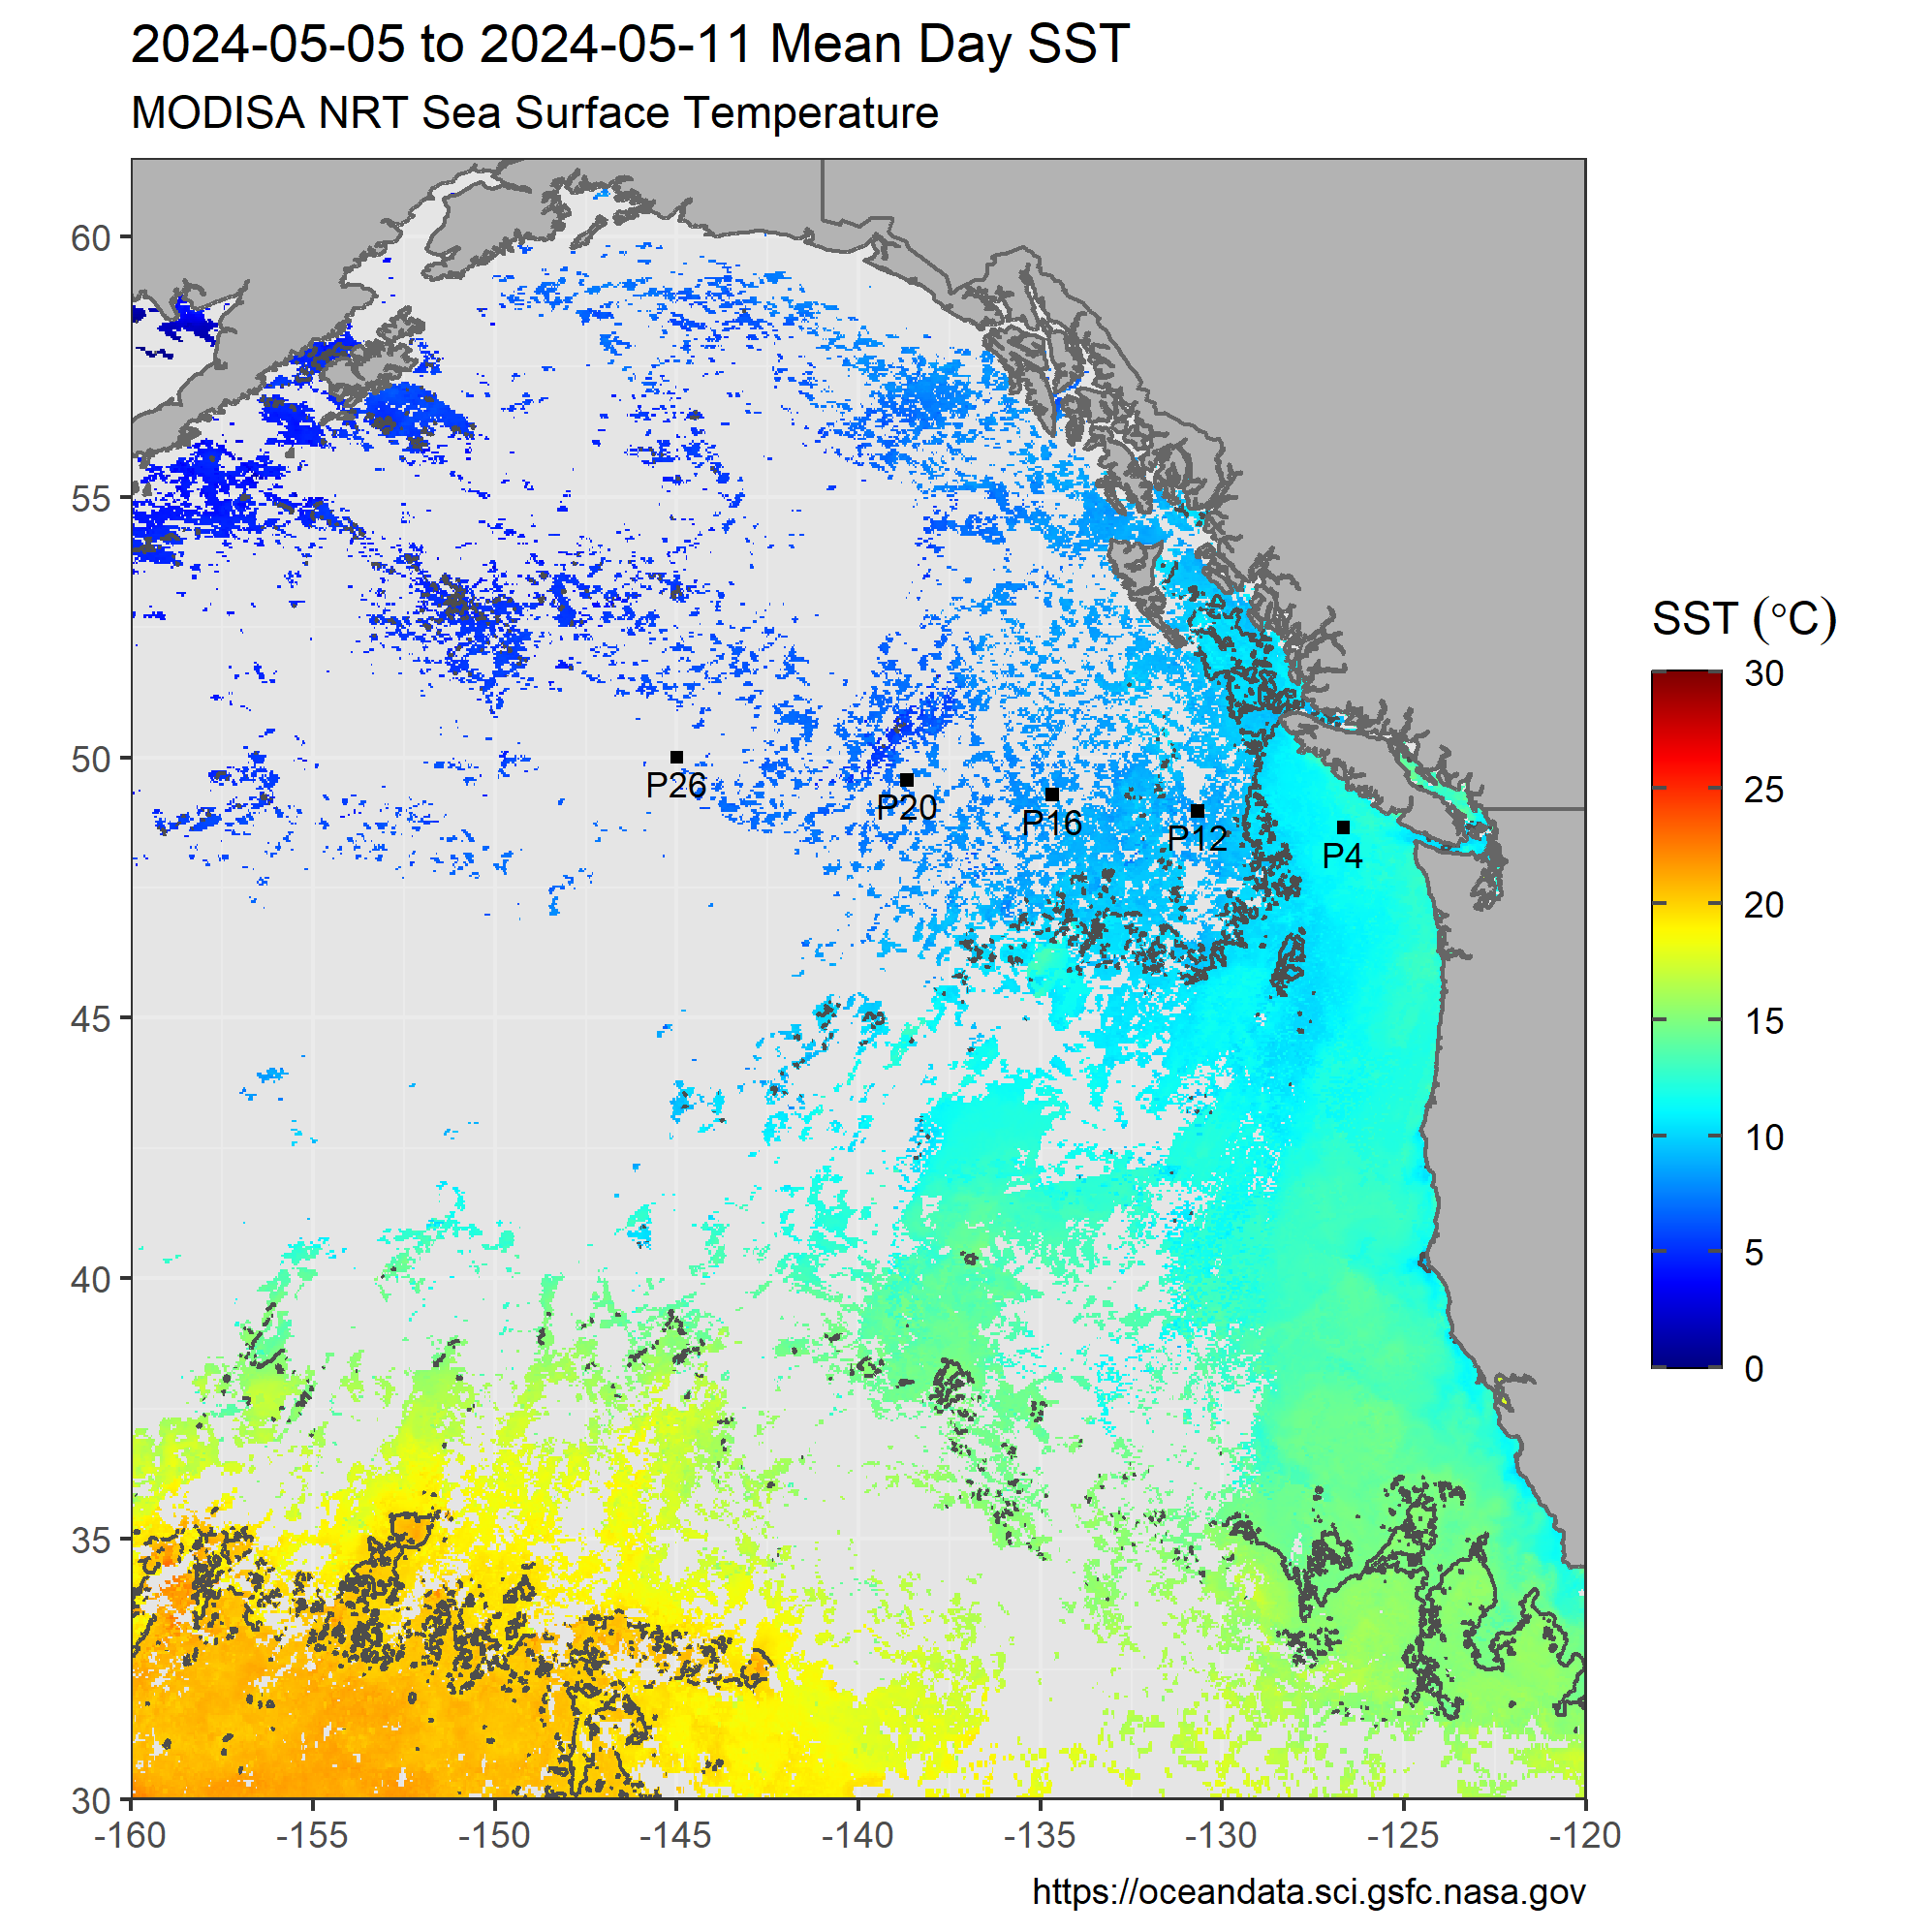 2024-05-05 to 2024-05-11 Mean Day SST
MODISA NRT Sea Surface Temperature
60
55
50
45
40
35
30
-160
-155
-150
-145
-140
-135
-130
-125
-120
P26
P20
P16
P12
P4
SST (°C)
30
25
20
15
10
5
0
https://oceandata.sci.gsfc.nasa.gov